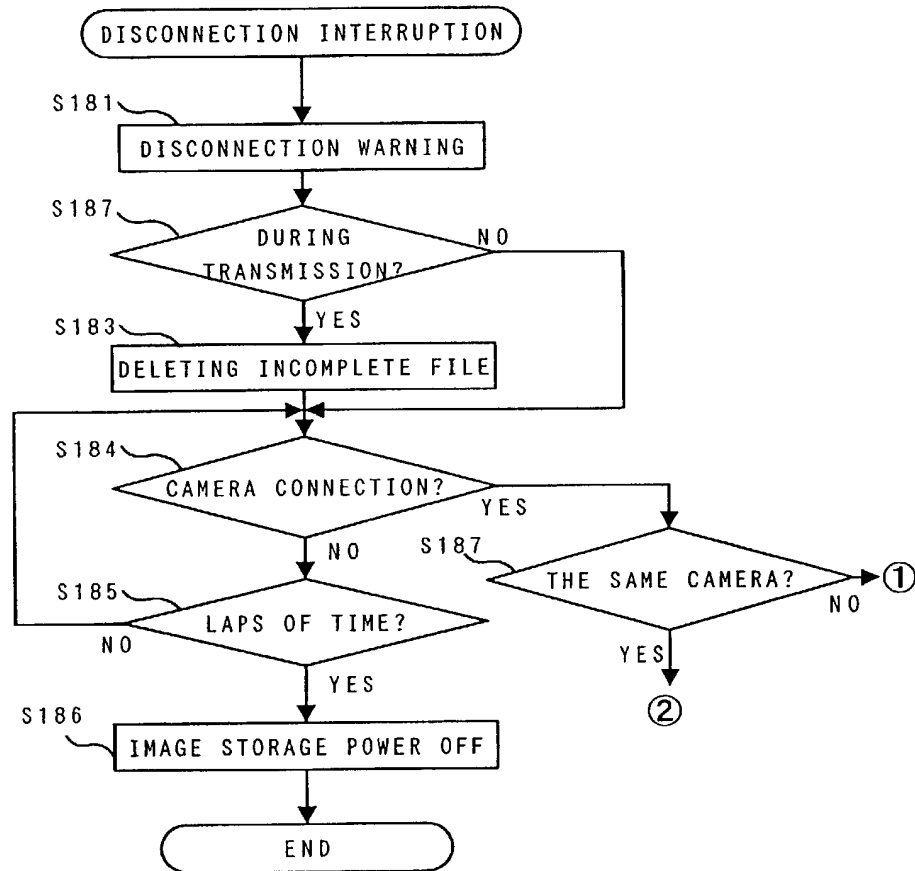 DISCONNECTION INTERRUPTION
S181
DISCONNECTION WARNING
S187
DURING
TRANSMISSION?
NO
YES
S183
DELETING INCOMPLETE FILE
S184
CAMERA CONNECTION?
YES
NO
S187
THE SAME CAMERA?
①
NO
S185
LAPS OF TIME?
NO
YES
YES
②
S186
IMAGE STORAGE POWER OFF
END